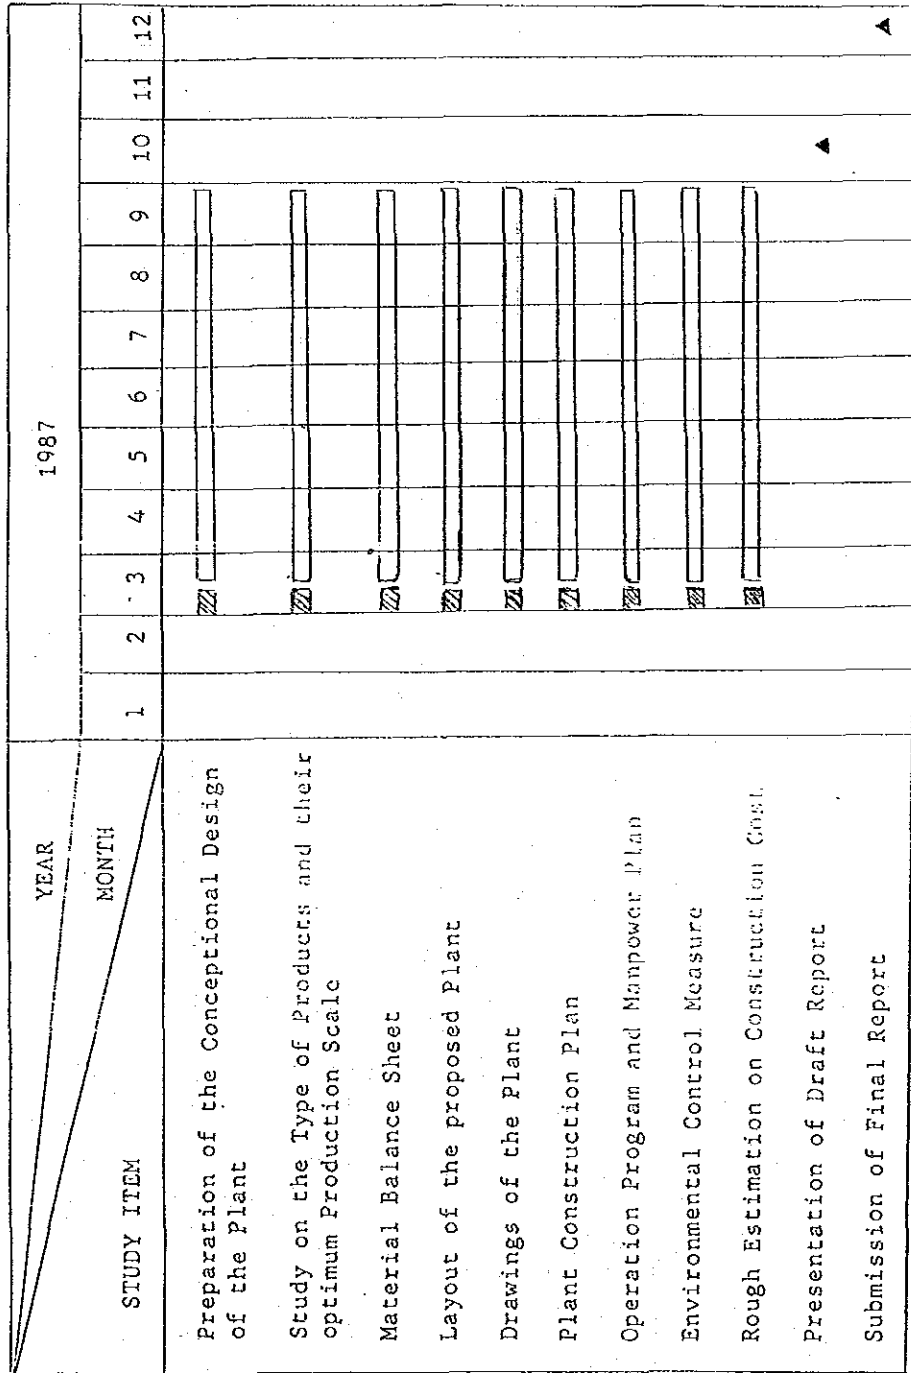 YEAR
1987
MONTH
STUDY ITEM
1 2 3 4 5 6 7 8 9 10 11 12
Preparation of the Conceptional Design
of the Plant
Study on the Type of Products and their
optimum Production Scale
Material Balance Sheet
Layout of the proposed Plant
Drawings of the Plant
Plant Construction Plan
Operation Program and Manpower Plan
Environmental Control Measure
Rough Estimation on Construction Cost
Presentation of Draft Report
Submission of Final Report